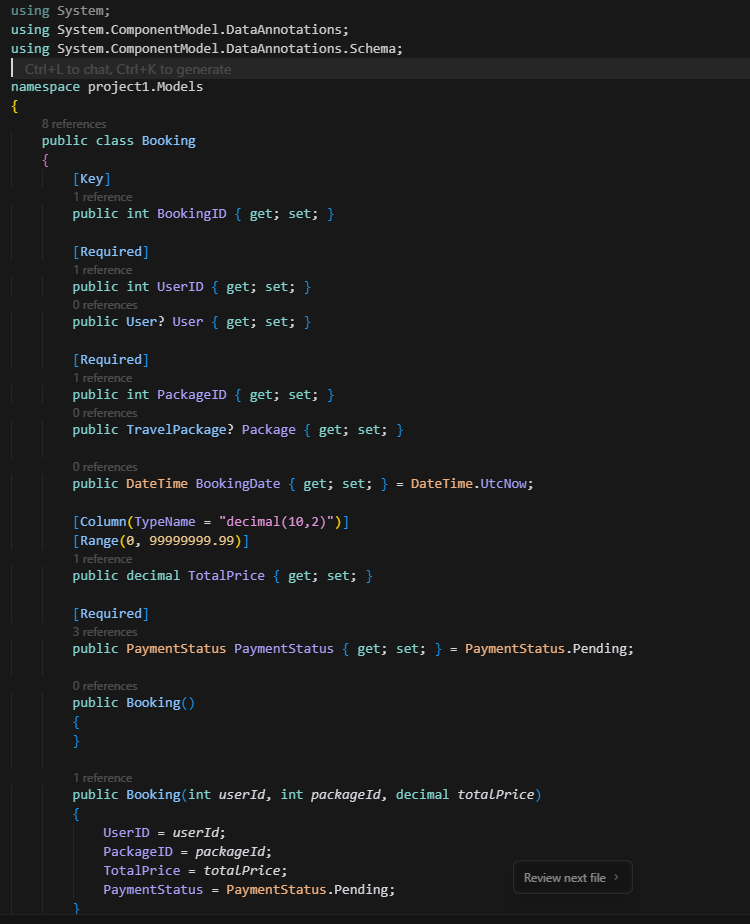 using System;
using System.ComponentModel.DataAnnotations;
using System.ComponentModel.DataAnnotations.Schema;
Ctrl+L to chat, Ctrl+K to generate
namespace project1.Models
{
8 references
public class Booking
{
[Key]
1 reference
public int BookingID { get; set; }
[Required]
1 reference
public int UserID { get; set; }
0 references
public User? User { get; set; }
[Required]
1 reference
public int PackageID { get; set; }
0 references
public TravelPackage? Package { get; set; }
0 references
public DateTime BookingDate { get; set; } = DateTime.UtcNow;
[Column(TypeName = "decimal(10,2)")]
[Range(0, 99999999.99)]
1 reference
public decimal TotalPrice { get; set; }
[Required]
3 references
public PaymentStatus PaymentStatus { get; set; } = PaymentStatus.Pending;
0 references
public Booking()
{
}
1 reference
public Booking(int userId, int packageId, decimal totalPrice)
{
UserID = userId;
PackageID = packageId;
TotalPrice = totalPrice;
PaymentStatus = PaymentStatus.Pending;
}
Review next file >